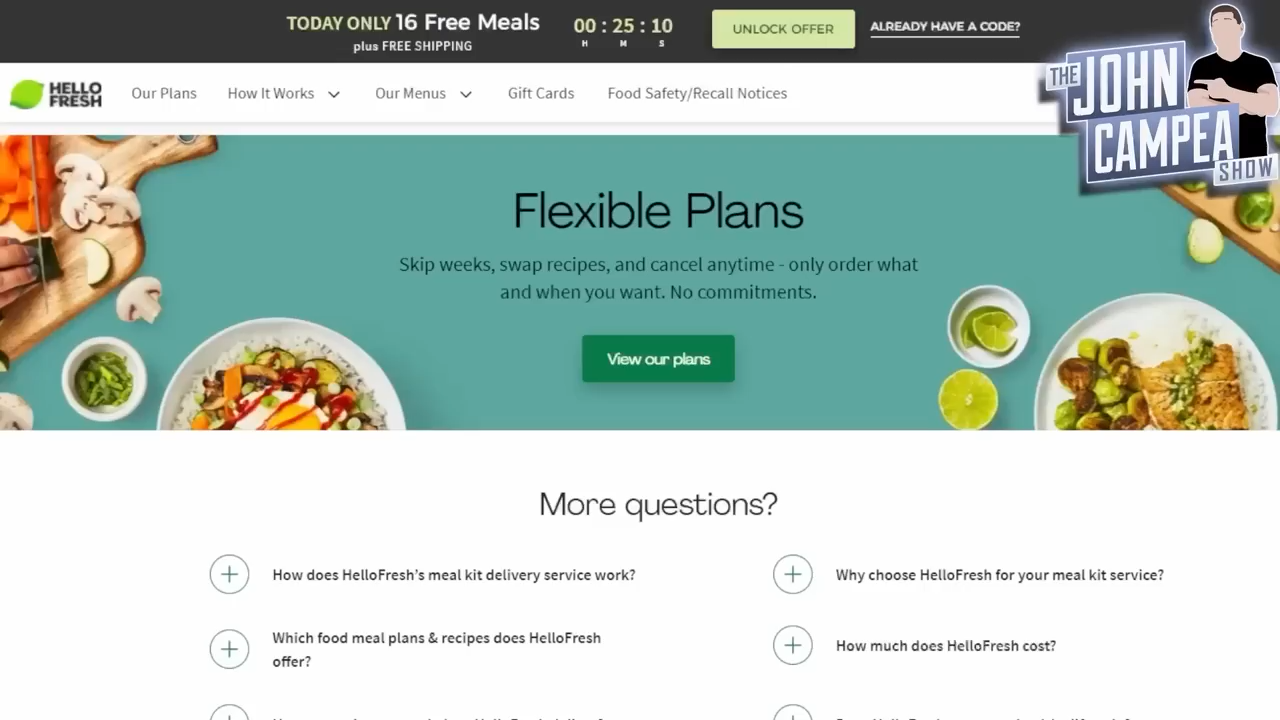 TODAY ONLY 16 Free Meals
plus FREE SHIPPING
00 : 25 : 10
H M S
UNLOCK OFFER
ALREADY HAVE A CODE?
THE
JOHN
CAMPEA
SHOW
HELLO
FRESH
Our Plans
How It Works
Our Menus
Gift Cards
Food Safety/Recall Notices
Flexible Plans
Skip weeks, swap recipes, and cancel anytime - only order what
and when you want. No commitments.
View our plans
More questions?
How does HelloFresh's meal kit delivery service work?
Why choose HelloFresh for your meal kit service?
Which food meal plans & recipes does HelloFresh
offer?
How much does HelloFresh cost?